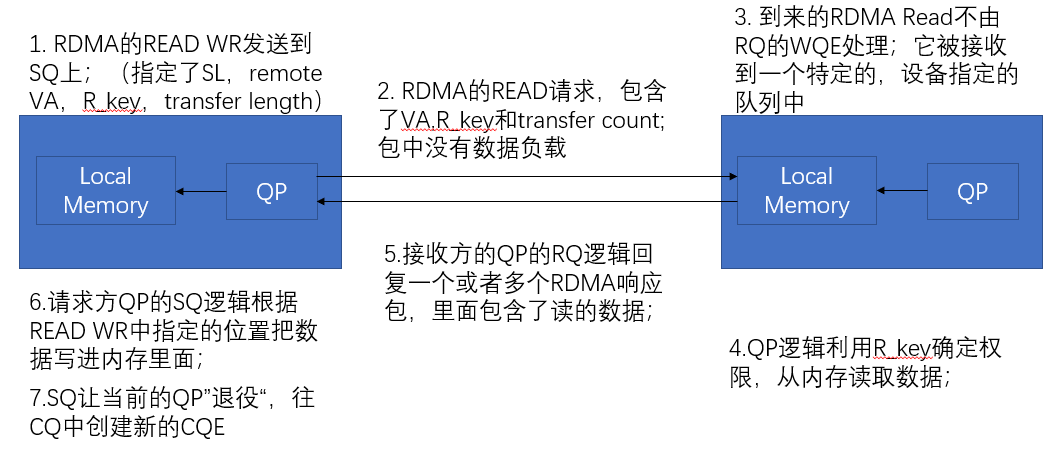 1. RDMA的READ WR发送到
SQ上；（指定了SL，remote
VA，R_key，transfer length）
2. RDMA的READ请求，包含
了VA,R_key和transfer count;
包中没有数据负载
3. 到来的RDMA Read不由
RQ的WQE处理；它被接收
到一个特定的，设备指定的
队列中
Local
Memory
QP
Local
Memory
QP
5.接收方的QP的RQ逻辑回
复一个或者多个RDMA响应
包，里面包含了读的数据；
6.请求方QP的SQ逻辑根据
READ WR中指定的位置把数
据写进内存里面；
7.SQ让当前的QP”退役“，往
CQ中创建新的CQE
4.QP逻辑利用R_key确定权
限，从内存读取数据；